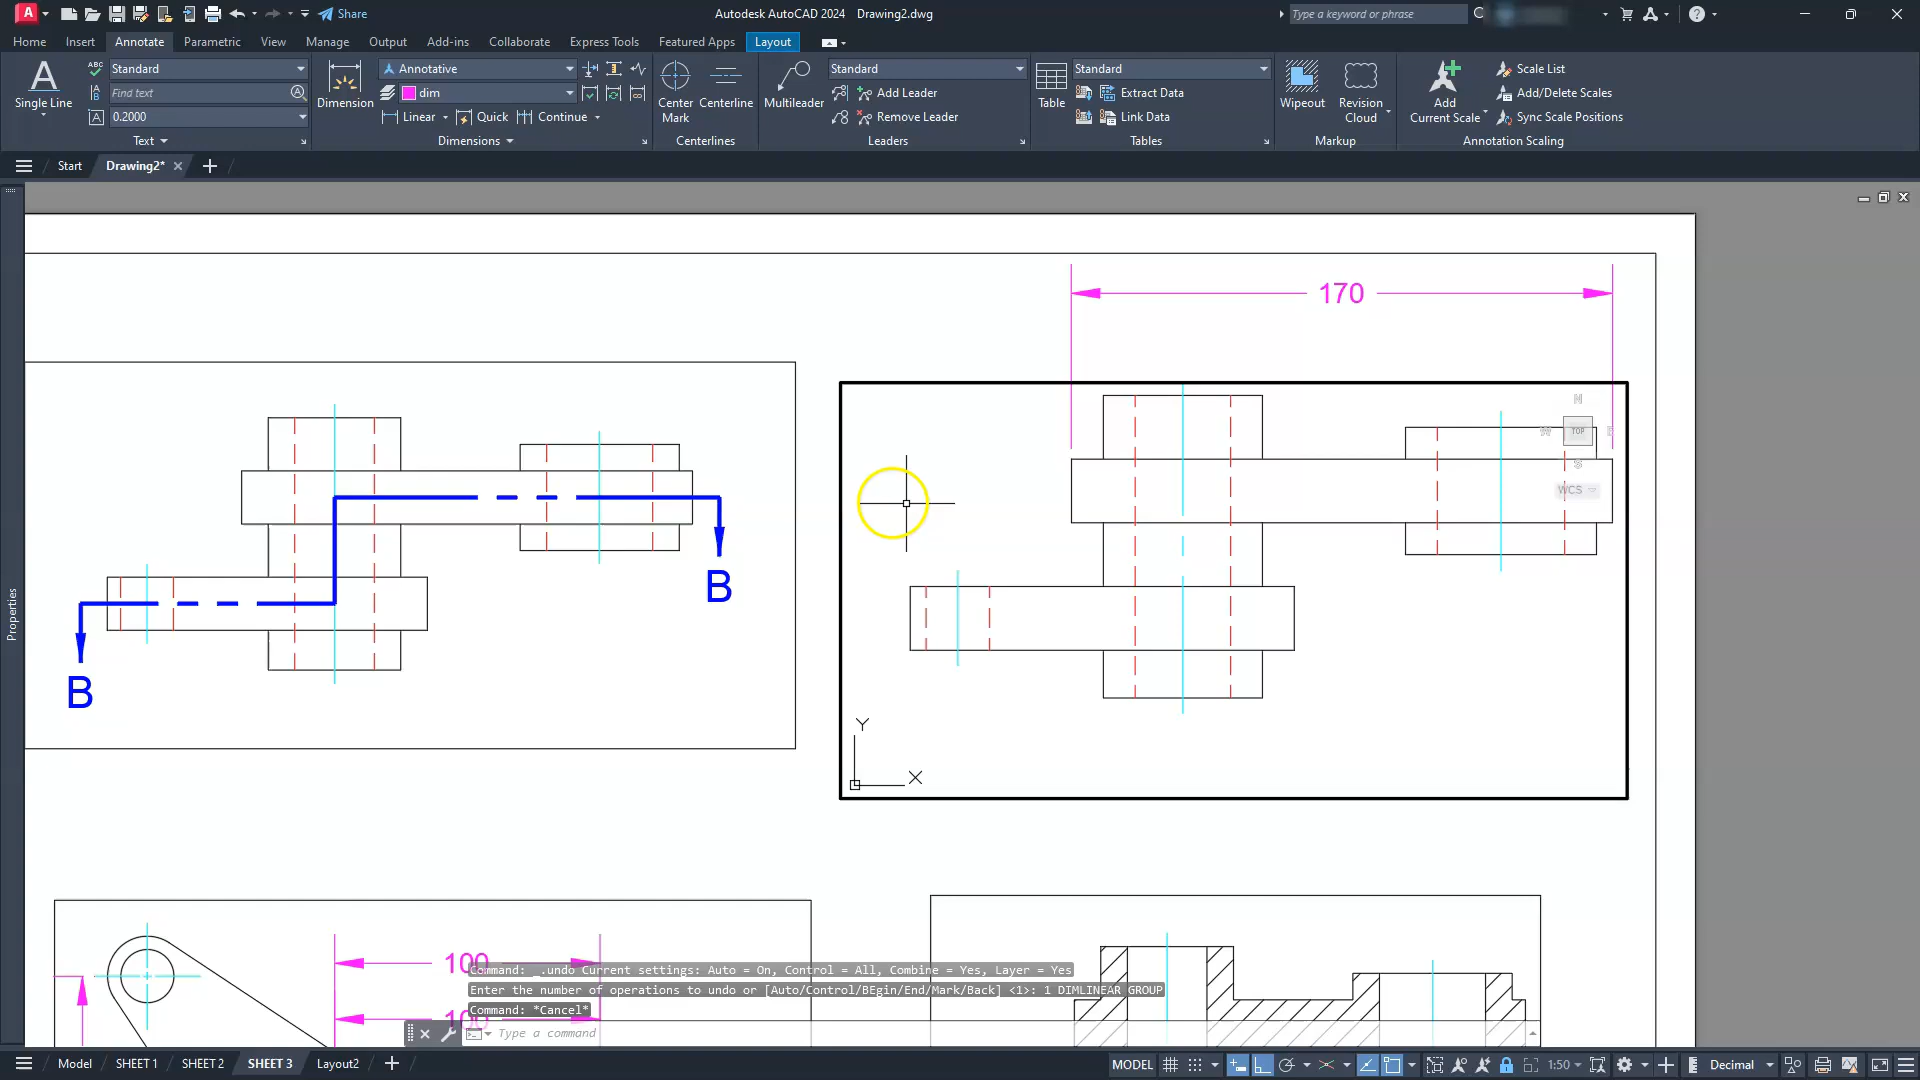 A Share Autodesk AutoCAD 2024 Drawing2.dwg Type a keyword or phrase
Home Insert Annotate Parametric View Manage Output Add-ins Collaborate Express Tools Featured Apps Layout
A Single Line
ABC Standard
Find text
0.2000
Text
Dimension
Annotative
dim
Linear Quick Continue
Dimensions
Center Mark Centerline
Centerlines
Multileader
Standard
Add Leader
Remove Leader
Leaders
Table
Standard
Extract Data
Link Data
Tables
Wipeout Revision Cloud
Markup
Add Current Scale
Scale List
Add/Delete Scales
Sync Scale Positions
Annotation Scaling
Start Drawing2*
Properties
170
N
TOP
S
WCS
B
B
Y
X
100
100
Command: _.undo Current settings: Auto = On, Control = All, Combine = Yes, Layer = Yes
Enter the number of operations to undo or [Auto/Control/BEgin/End/Mark/Back] <1>: 1 DIMLINEAR GROUP
Command: *Cancel*
Type a command
Model SHEET 1 SHEET 2 SHEET 3 Layout2
MODEL 1:50 Decimal